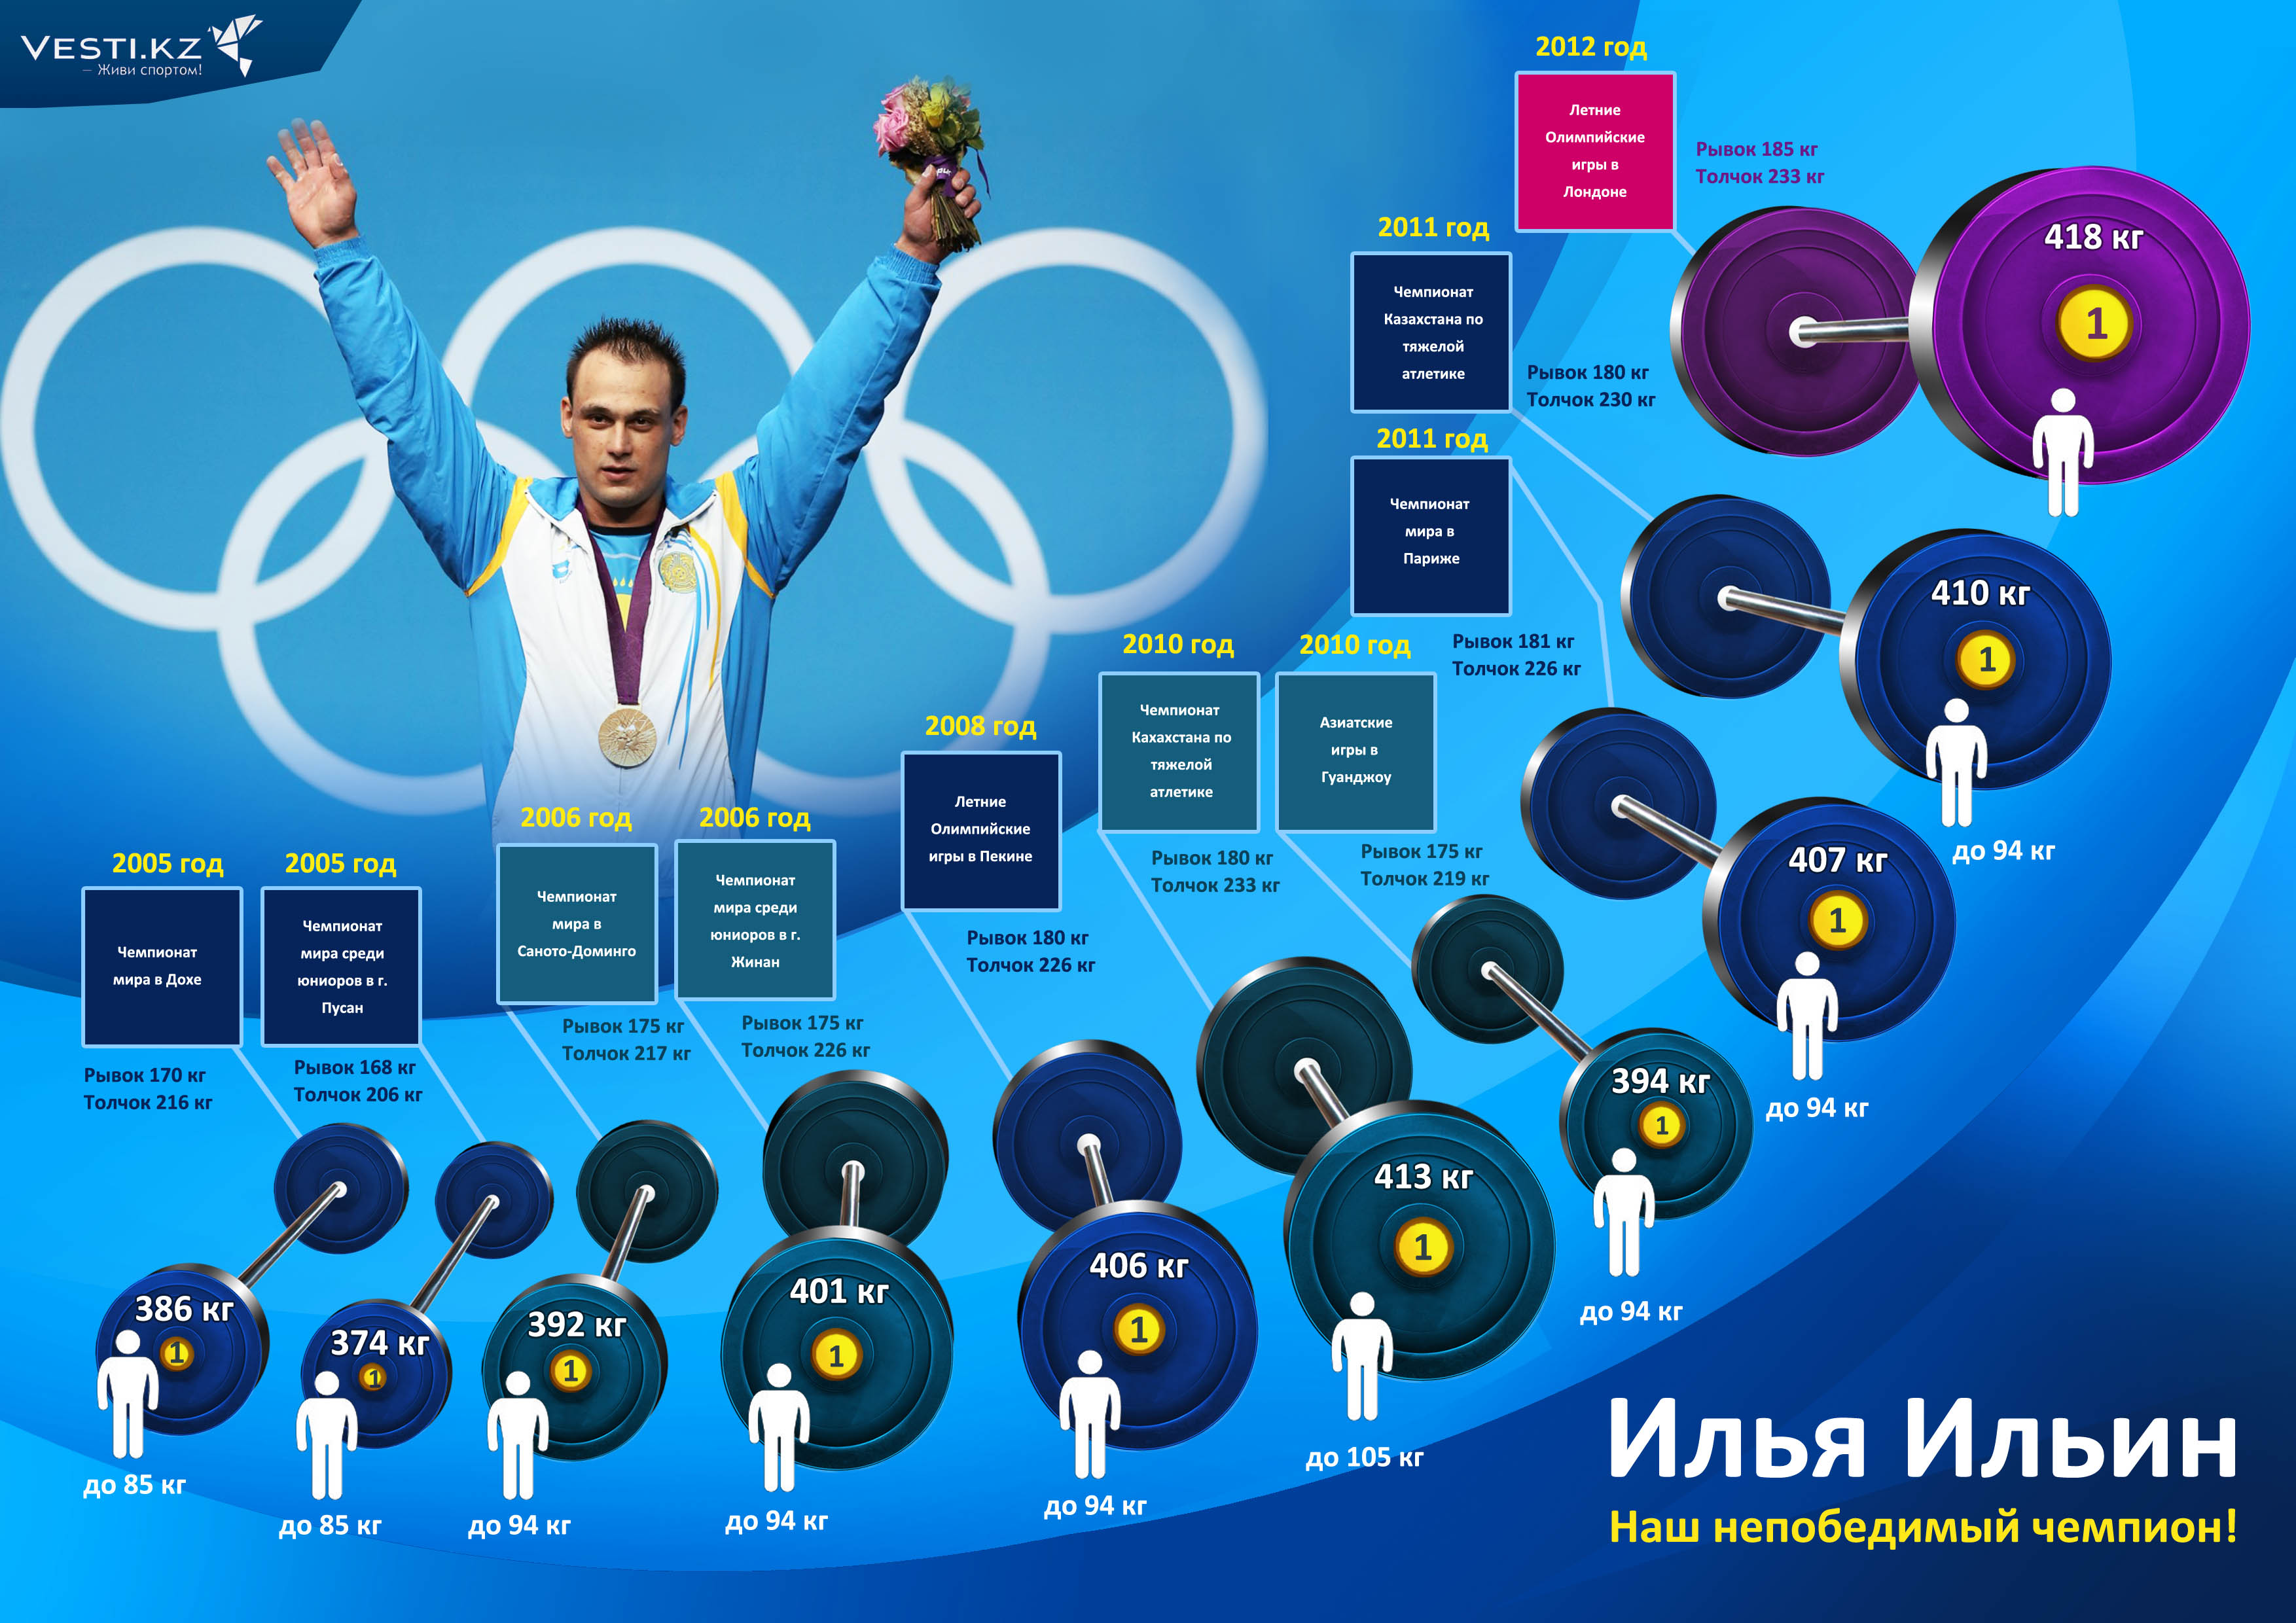 VESTI.KZ
– Живи спортом!
2012 год
Летние
Олимпийские
игры в
Лондоне
Рывок 185 кг
Толчок 233 кг
418 кг
1
2011 год
Чемпионат
Казахстана по
тяжелой
атлетике
Рывок 180 кг
Толчок 230 кг
410 кг
1
до 94 кг
2011 год
Чемпионат
мира в
Париже
Рывок 181 кг
Толчок 226 кг
407 кг
1
до 94 кг
2010 год
Чемпионат
Кахахстана по
тяжелой
атлетике
Рывок 180 кг
Толчок 233 кг
413 кг
1
до 105 кг
2010 год
Азиатские
игры в
Гуанджоу
Рывок 175 кг
Толчок 219 кг
394 кг
1
до 94 кг
2008 год
Летние
Олимпийские
игры в Пекине
Рывок 180 кг
Толчок 226 кг
406 кг
1
до 94 кг
2006 год
Чемпионат
мира в
Саното-Доминго
Рывок 175 кг
Толчок 217 кг
392 кг
1
до 94 кг
2006 год
Чемпионат
мира среди
юниоров в г.
Жинан
Рывок 175 кг
Толчок 226 кг
401 кг
1
до 94 кг
2005 год
Чемпионат
мира в Дохе
Рывок 170 кг
Толчок 216 кг
386 кг
1
до 85 кг
2005 год
Чемпионат
мира среди
юниоров в г.
Пусан
Рывок 168 кг
Толчок 206 кг
374 кг
1
до 85 кг
Илья Ильин
Наш непобедимый чемпион!